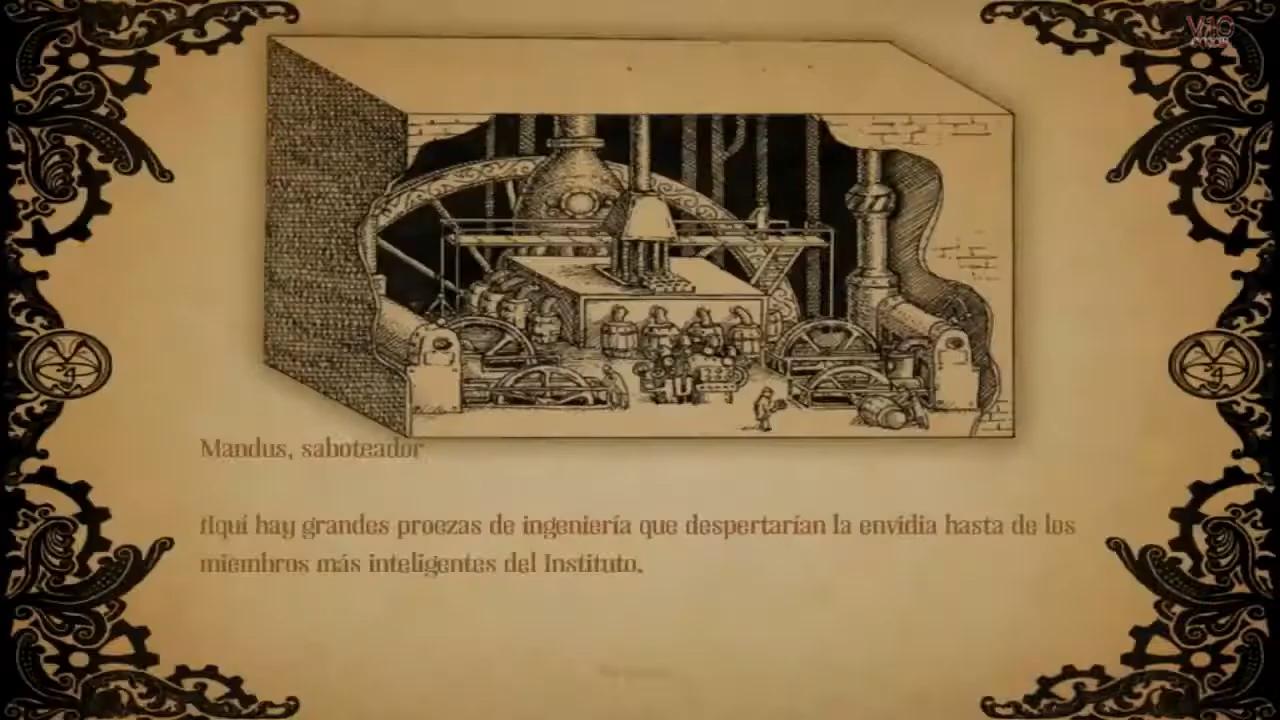 V10
Mandus, saboteador
Aquí hay grandes proezas de ingeniería que despertarían la envidia hasta de los
miembros más inteligentes del Instituto.